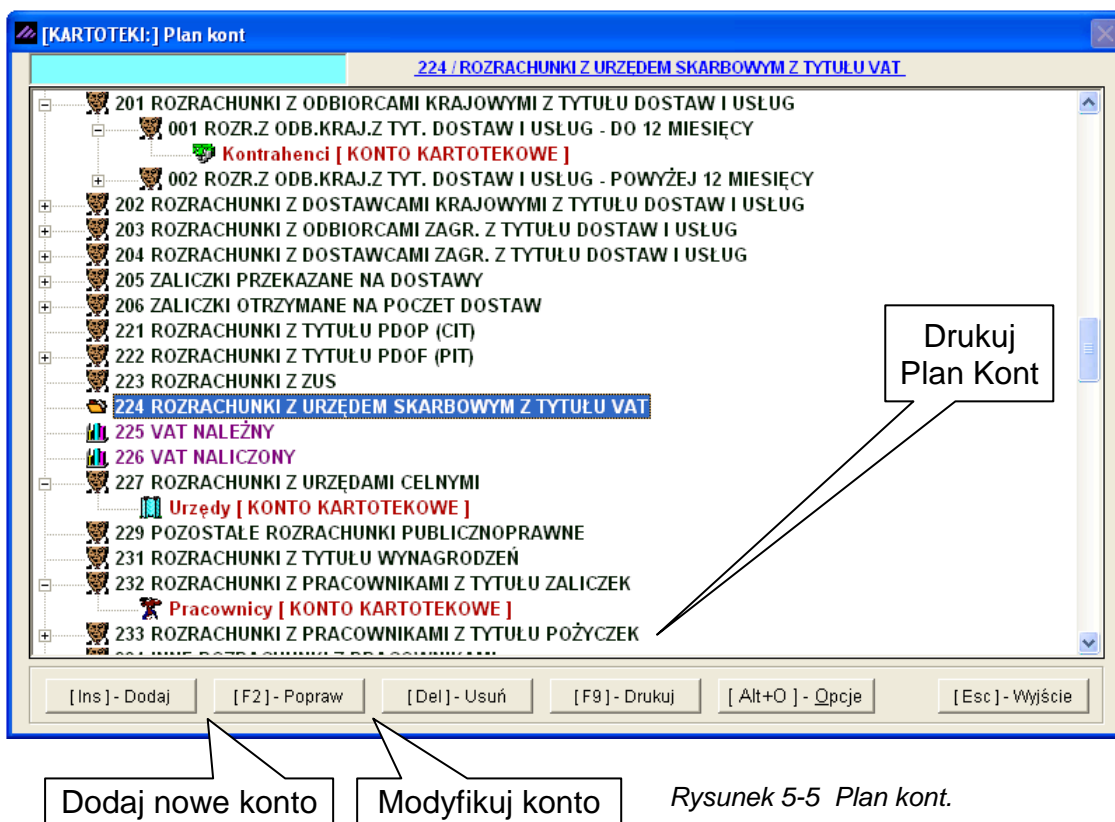 [KARTOTEKI:] Plan kont
224 / ROZRACHUNKI Z URZĘDEM SKARBOWYM Z TYTUŁU VAT
201 ROZRACHUNKI Z ODBIORCAMI KRAJOWYMI Z TYTUŁU DOSTAW I USŁUG
001 ROZR.Z ODB.KRAJ.Z TYT. DOSTAW I USŁUG - DO 12 MIESIĘCY
Kontrahenci [ KONTO KARTOTEKOWE ]
002 ROZR.Z ODB.KRAJ.Z TYT. DOSTAW I USŁUG - POWYŻEJ 12 MIESIĘCY
202 ROZRACHUNKI Z DOSTAWCAMI KRAJOWYMI Z TYTUŁU DOSTAW I USŁUG
203 ROZRACHUNKI Z ODBIORCAMI ZAGR. Z TYTUŁU DOSTAW I USŁUG
204 ROZRACHUNKI Z DOSTAWCAMI ZAGR. Z TYTUŁU DOSTAW I USŁUG
205 ZALICZKI PRZEKAZANE NA DOSTAWY
206 ZALICZKI OTRZYMANE NA POCZET DOSTAW
221 ROZRACHUNKI Z TYTUŁU PDOP (CIT)
222 ROZRACHUNKI Z TYTUŁU PDOF (PIT)
223 ROZRACHUNKI Z ZUS
224 ROZRACHUNKI Z URZĘDEM SKARBOWYM Z TYTUŁU VAT
225 VAT NALEŻNY
226 VAT NALICZONY
227 ROZRACHUNKI Z URZĘDAMI CELNYMI
Urzędy [ KONTO KARTOTEKOWE ]
229 POZOSTAŁE ROZRACHUNKI PUBLICZNOPRAWNE
231 ROZRACHUNKI Z TYTUŁU WYNAGRODZEŃ
232 ROZRACHUNKI Z PRACOWNIKAMI Z TYTUŁU ZALICZEK
Pracownicy [ KONTO KARTOTEKOWE ]
233 ROZRACHUNKI Z PRACOWNIKAMI Z TYTUŁU POŻYCZEK
Drukuj
Plan Kont
[ Ins ] - Dodaj [ F2 ] - Popraw [ Del ] - Usuń [ F9 ] - Drukuj [ Alt+O ] - Opcje [ Esc ] - Wyjście
Dodaj nowe konto
Modyfikuj konto
Rysunek 5-5 Plan kont.